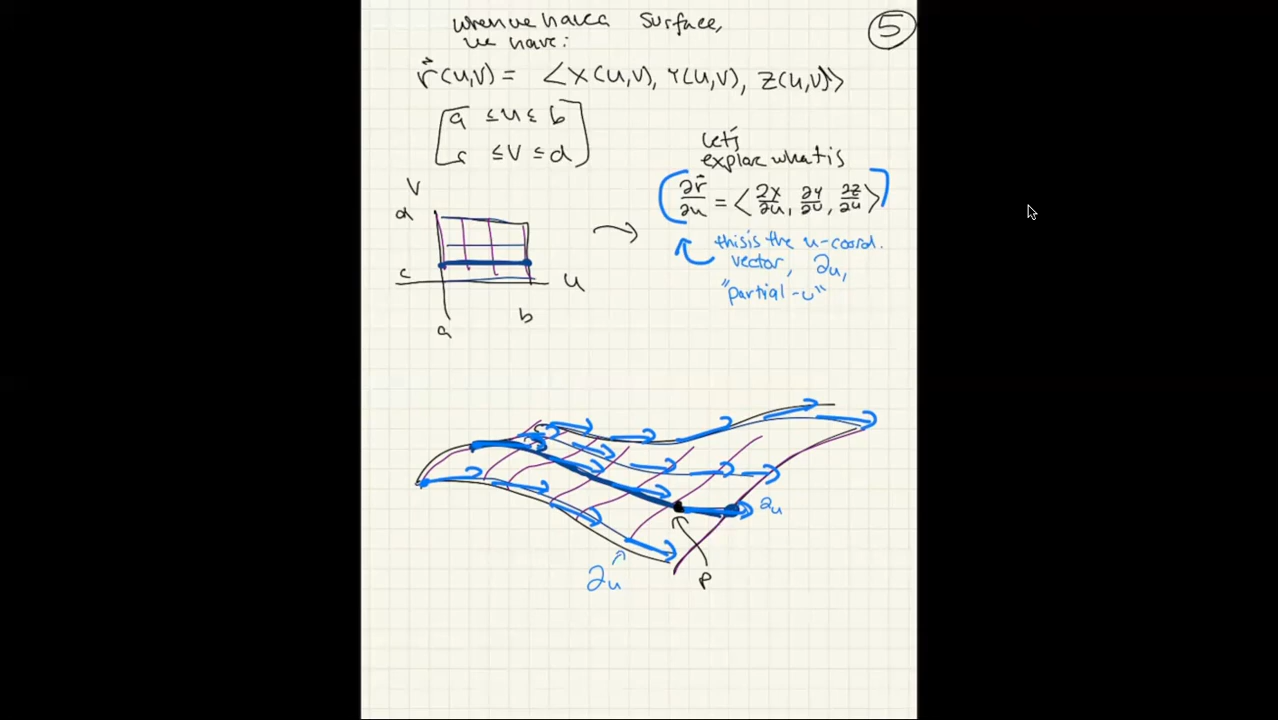 when we have a surface,
we have:
5
r⃗(u,v) = ⟨x(u,v), y(u,v), z(u,v)⟩
a ≤ u ≤ b
c ≤ v ≤ d
let's
explore what is
∂r⃗/∂u = ⟨∂x/∂u, ∂y/∂u, ∂z/∂u⟩
this is the u-coord.
vector, ∂u,
"partial-u"
v
d
c
u
a
b
∂u
∂u
p